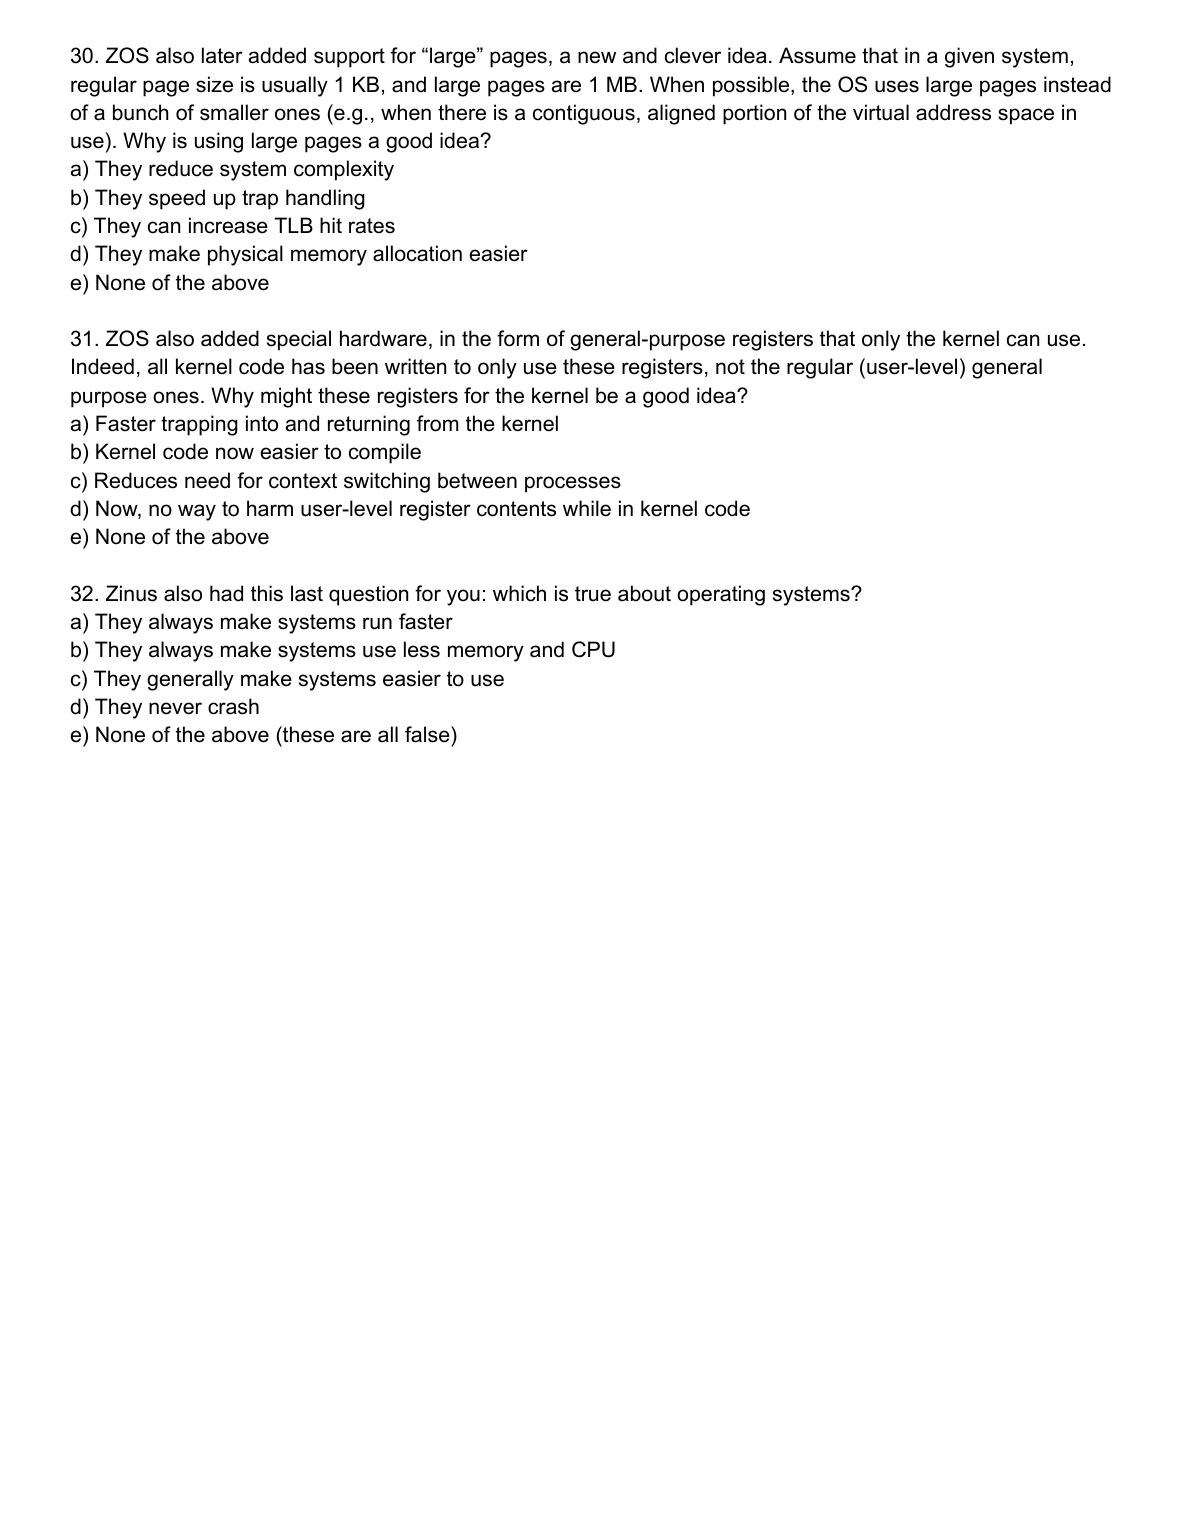 30. ZOS also later added support for “large” pages, a new and clever idea. Assume that in a given system,
regular page size is usually 1 KB, and large pages are 1 MB. When possible, the OS uses large pages instead
of a bunch of smaller ones (e.g., when there is a contiguous, aligned portion of the virtual address space in
use). Why is using large pages a good idea?
a) They reduce system complexity
b) They speed up trap handling
c) They can increase TLB hit rates
d) They make physical memory allocation easier
e) None of the above
31. ZOS also added special hardware, in the form of general-purpose registers that only the kernel can use.
Indeed, all kernel code has been written to only use these registers, not the regular (user-level) general
purpose ones. Why might these registers for the kernel be a good idea?
a) Faster trapping into and returning from the kernel
b) Kernel code now easier to compile
c) Reduces need for context switching between processes
d) Now, no way to harm user-level register contents while in kernel code
e) None of the above
32. Zinus also had this last question for you: which is true about operating systems?
a) They always make systems run faster
b) They always make systems use less memory and CPU
c) They generally make systems easier to use
d) They never crash
e) None of the above (these are all false)